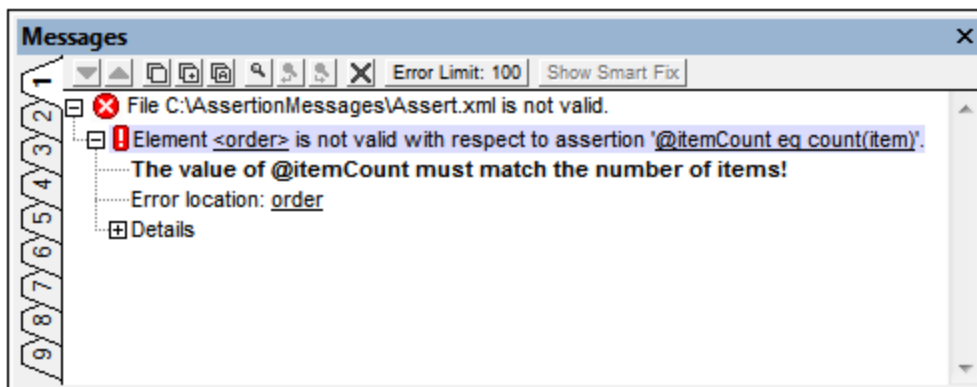 Messages
Error Limit: 100 Show Smart Fix
File C:\AssertionMessages\Assert.xml is not valid.
Element <order> is not valid with respect to assertion '@itemCount eq count(item)'.
The value of @itemCount must match the number of items!
Error location: order
Details
1
2
3
4
5
6
7
8
9